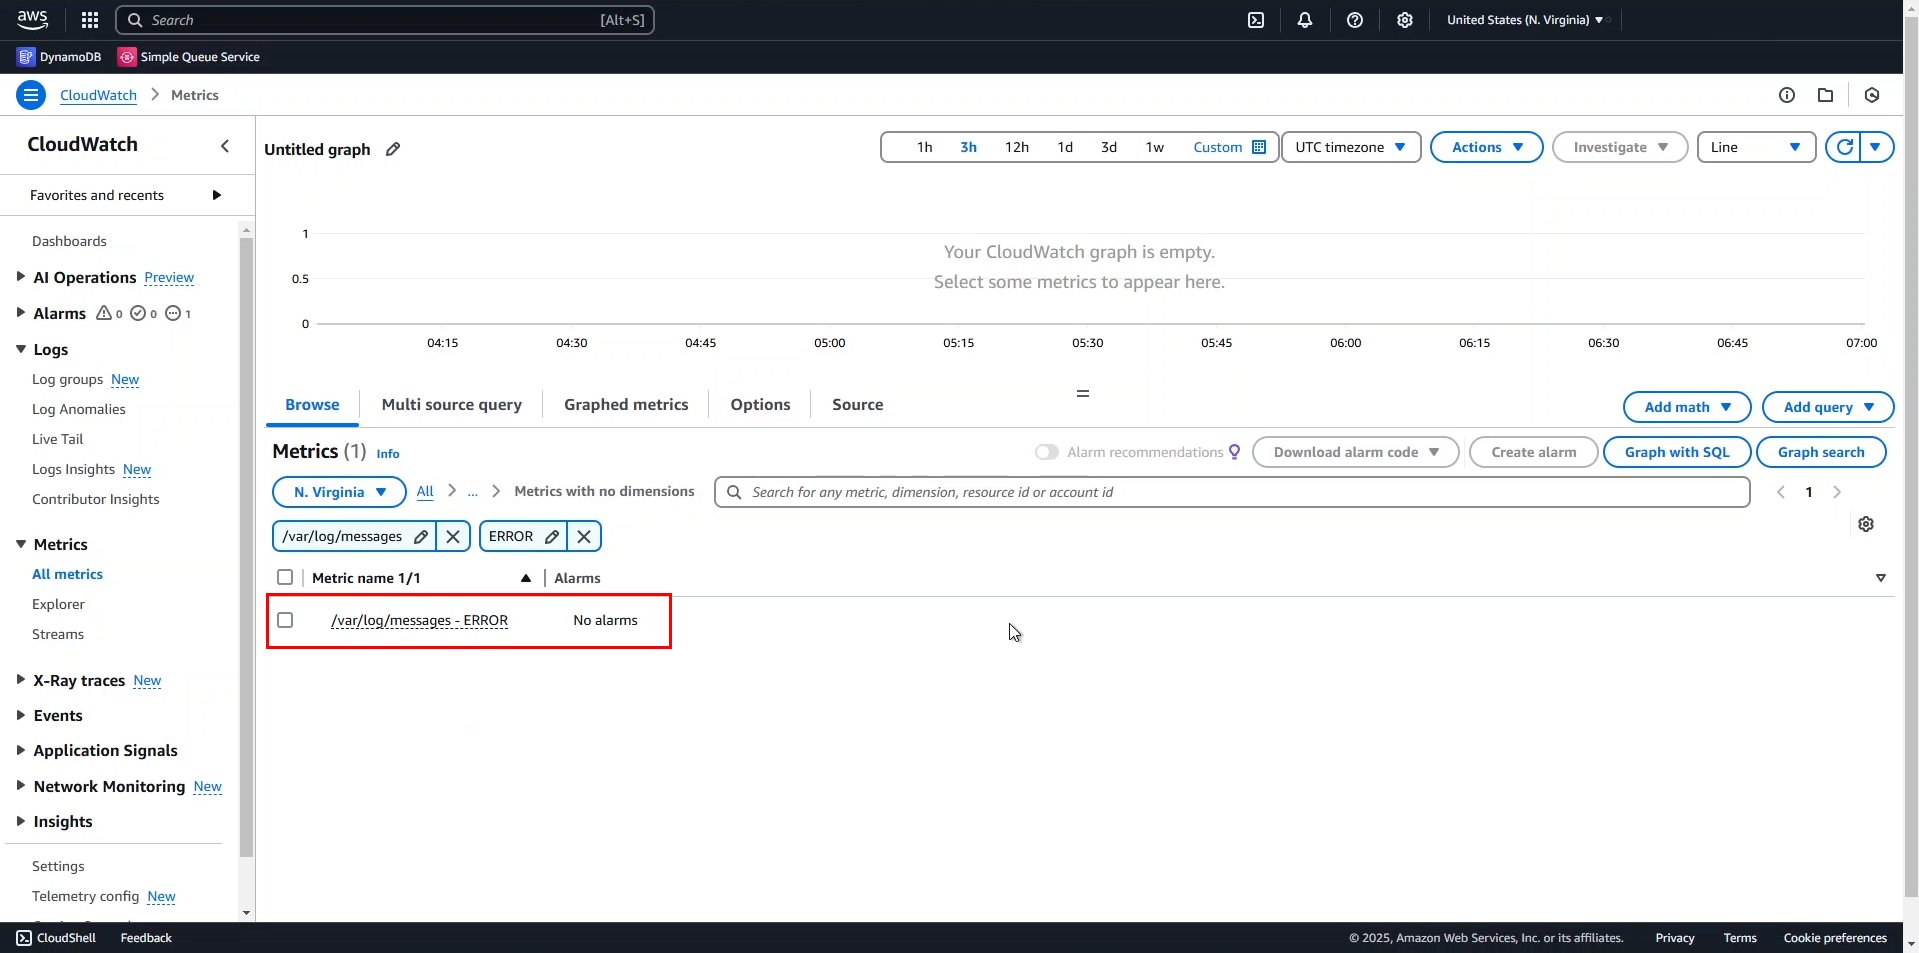 aws
Search [Alt+S]
United States (N. Virginia)
DynamoDB
Simple Queue Service
CloudWatch
Metrics
CloudWatch
Favorites and recents
Dashboards
AI Operations Preview
Alarms 0 0 1
Logs
Log groups New
Log Anomalies
Live Tail
Logs Insights New
Contributor Insights
Metrics
All metrics
Explorer
Streams
X-Ray traces New
Events
Application Signals
Network Monitoring New
Insights
Settings
Telemetry config New
Untitled graph
1h 3h 12h 1d 3d 1w Custom
UTC timezone
Actions
Investigate
Line
1
Your CloudWatch graph is empty.
0.5
Select some metrics to appear here.
0
04:15 04:30 04:45 05:00 05:15 05:30 05:45 06:00 06:15 06:30 06:45 07:00
Browse
Multi source query
Graphed metrics
Options
Source
Add math
Add query
Metrics (1) Info
Alarm recommendations
Download alarm code
Create alarm
Graph with SQL
Graph search
N. Virginia
All
...
Metrics with no dimensions
Search for any metric, dimension, resource id or account id
1
/var/log/messages
ERROR
Metric name 1/1
Alarms
/var/log/messages - ERROR
No alarms
CloudShell
Feedback
© 2025, Amazon Web Services, Inc. or its affiliates.
Privacy
Terms
Cookie preferences